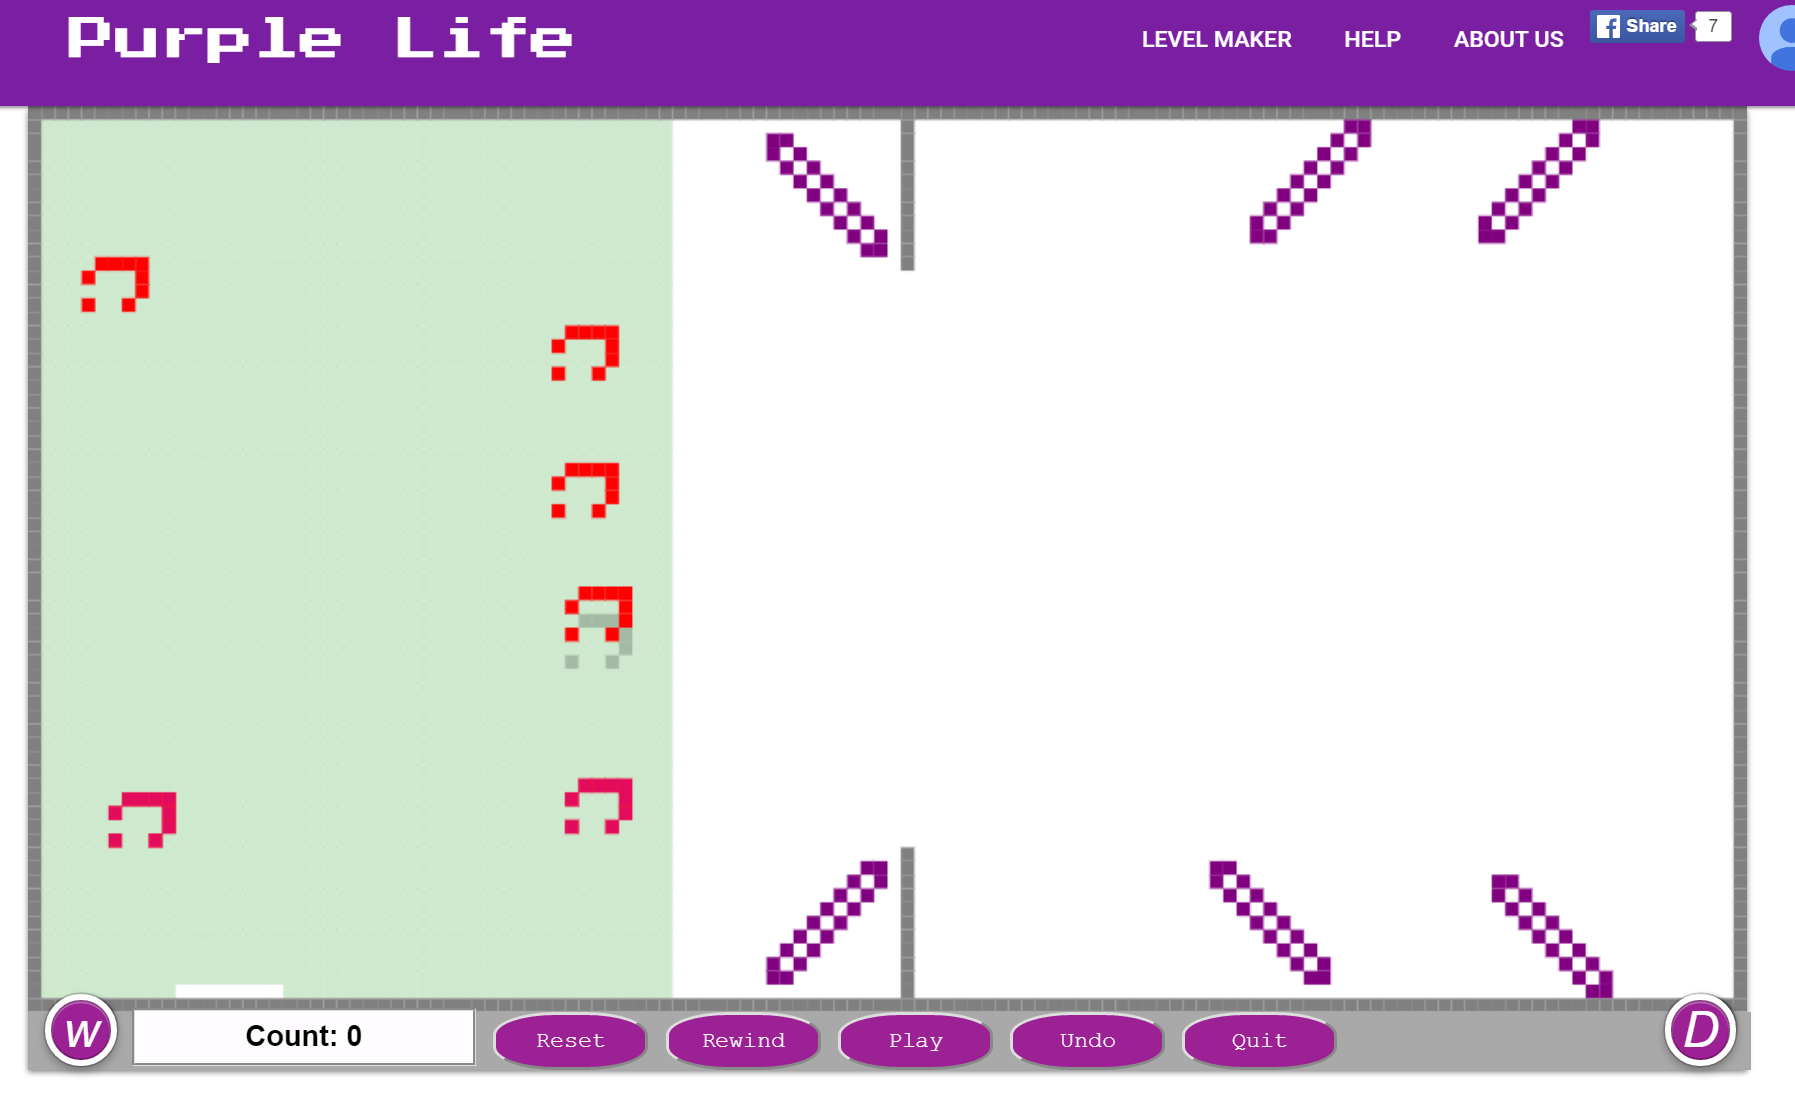 Purple Life
LEVEL MAKER HELP ABOUT US Share 7
W Count: 0 Reset Rewind Play Undo Quit D